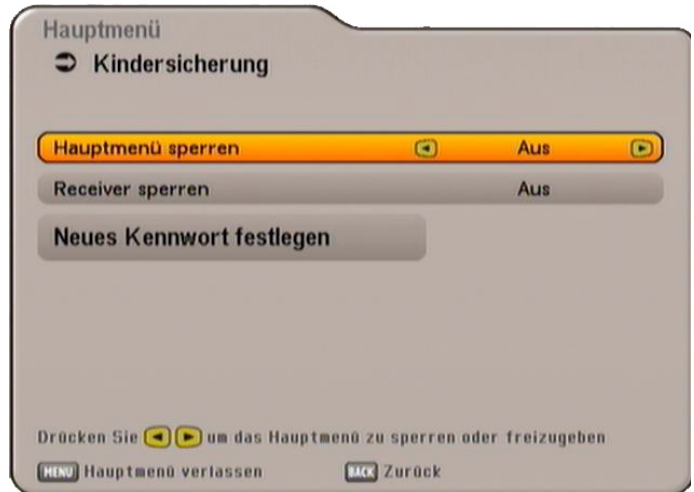 Hauptmenü
Kindersicherung
Hauptmenü sperren Aus
Receiver sperren Aus
Neues Kennwort festlegen
Drücken Sie um das Hauptmenü zu sperren oder freizugeben
MENU Hauptmenü verlassen BACK Zurück